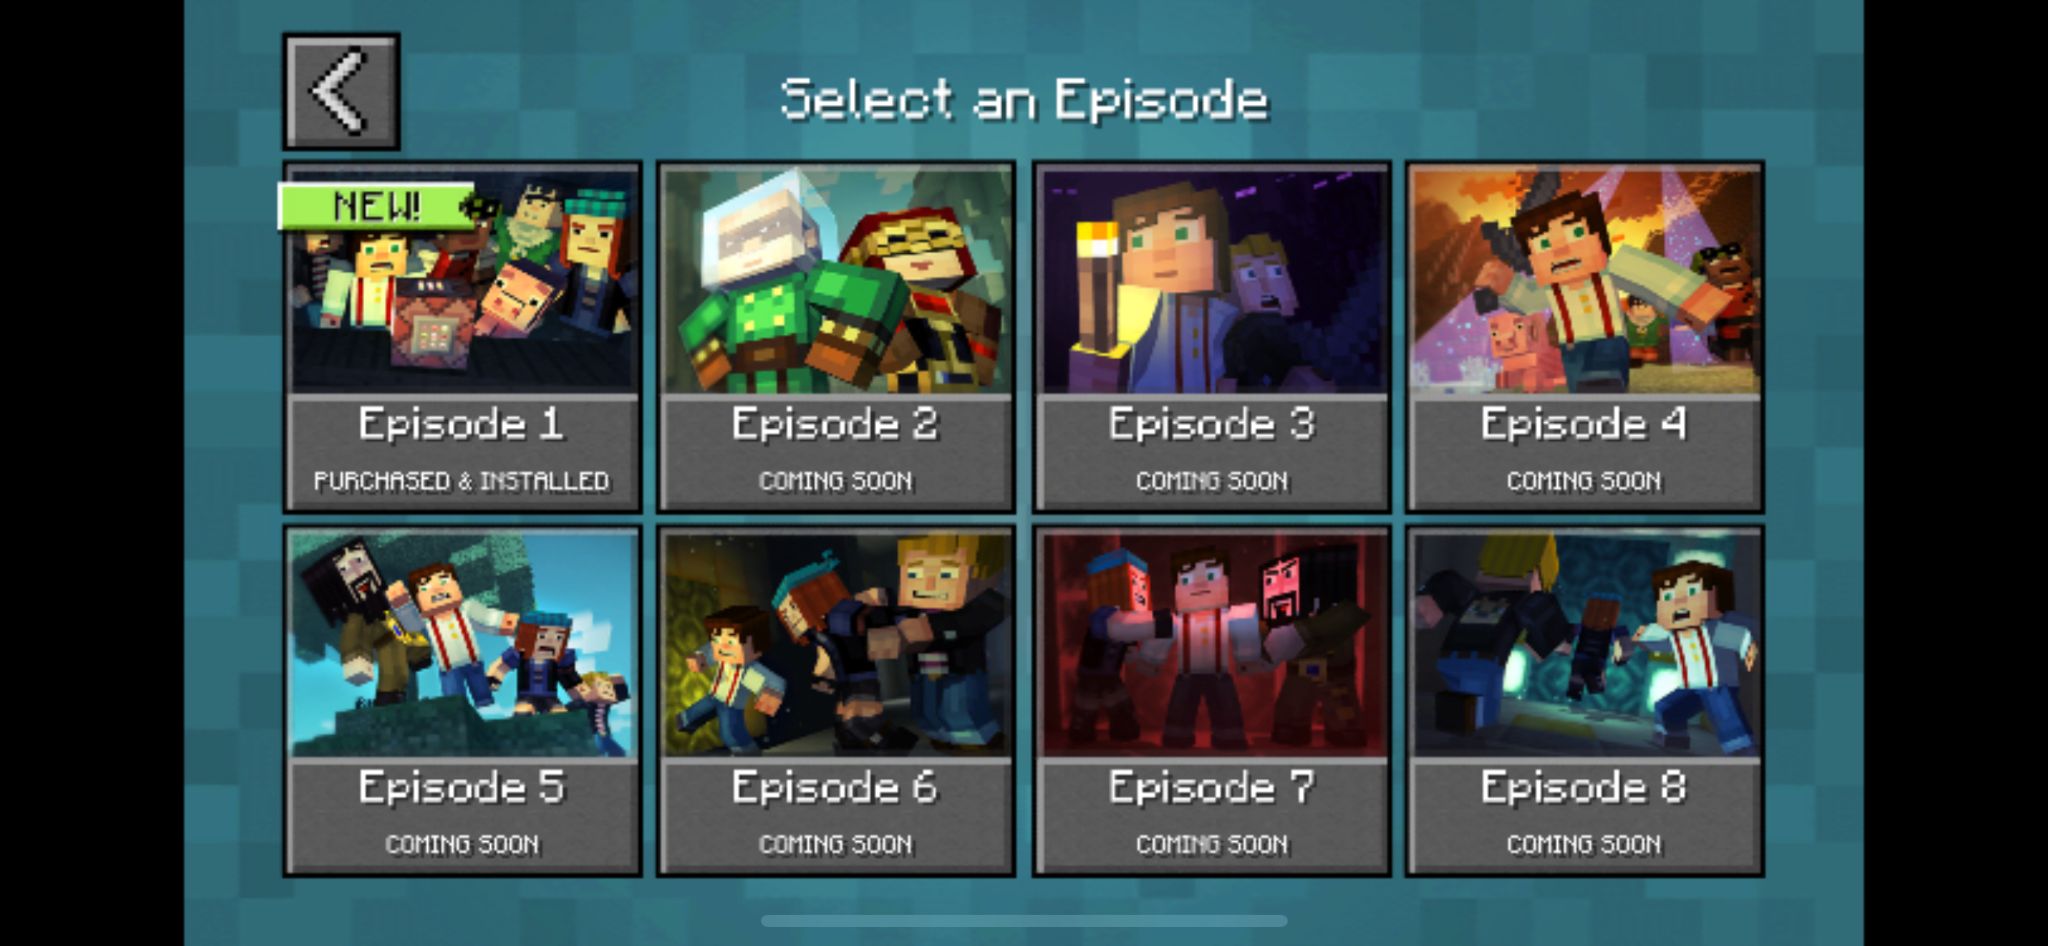 Select an Episode
NEW!
Episode 1
PURCHASED & INSTALLED
Episode 2
COMING SOON
Episode 3
COMING SOON
Episode 4
COMING SOON
Episode 5
COMING SOON
Episode 6
COMING SOON
Episode 7
COMING SOON
Episode 8
COMING SOON